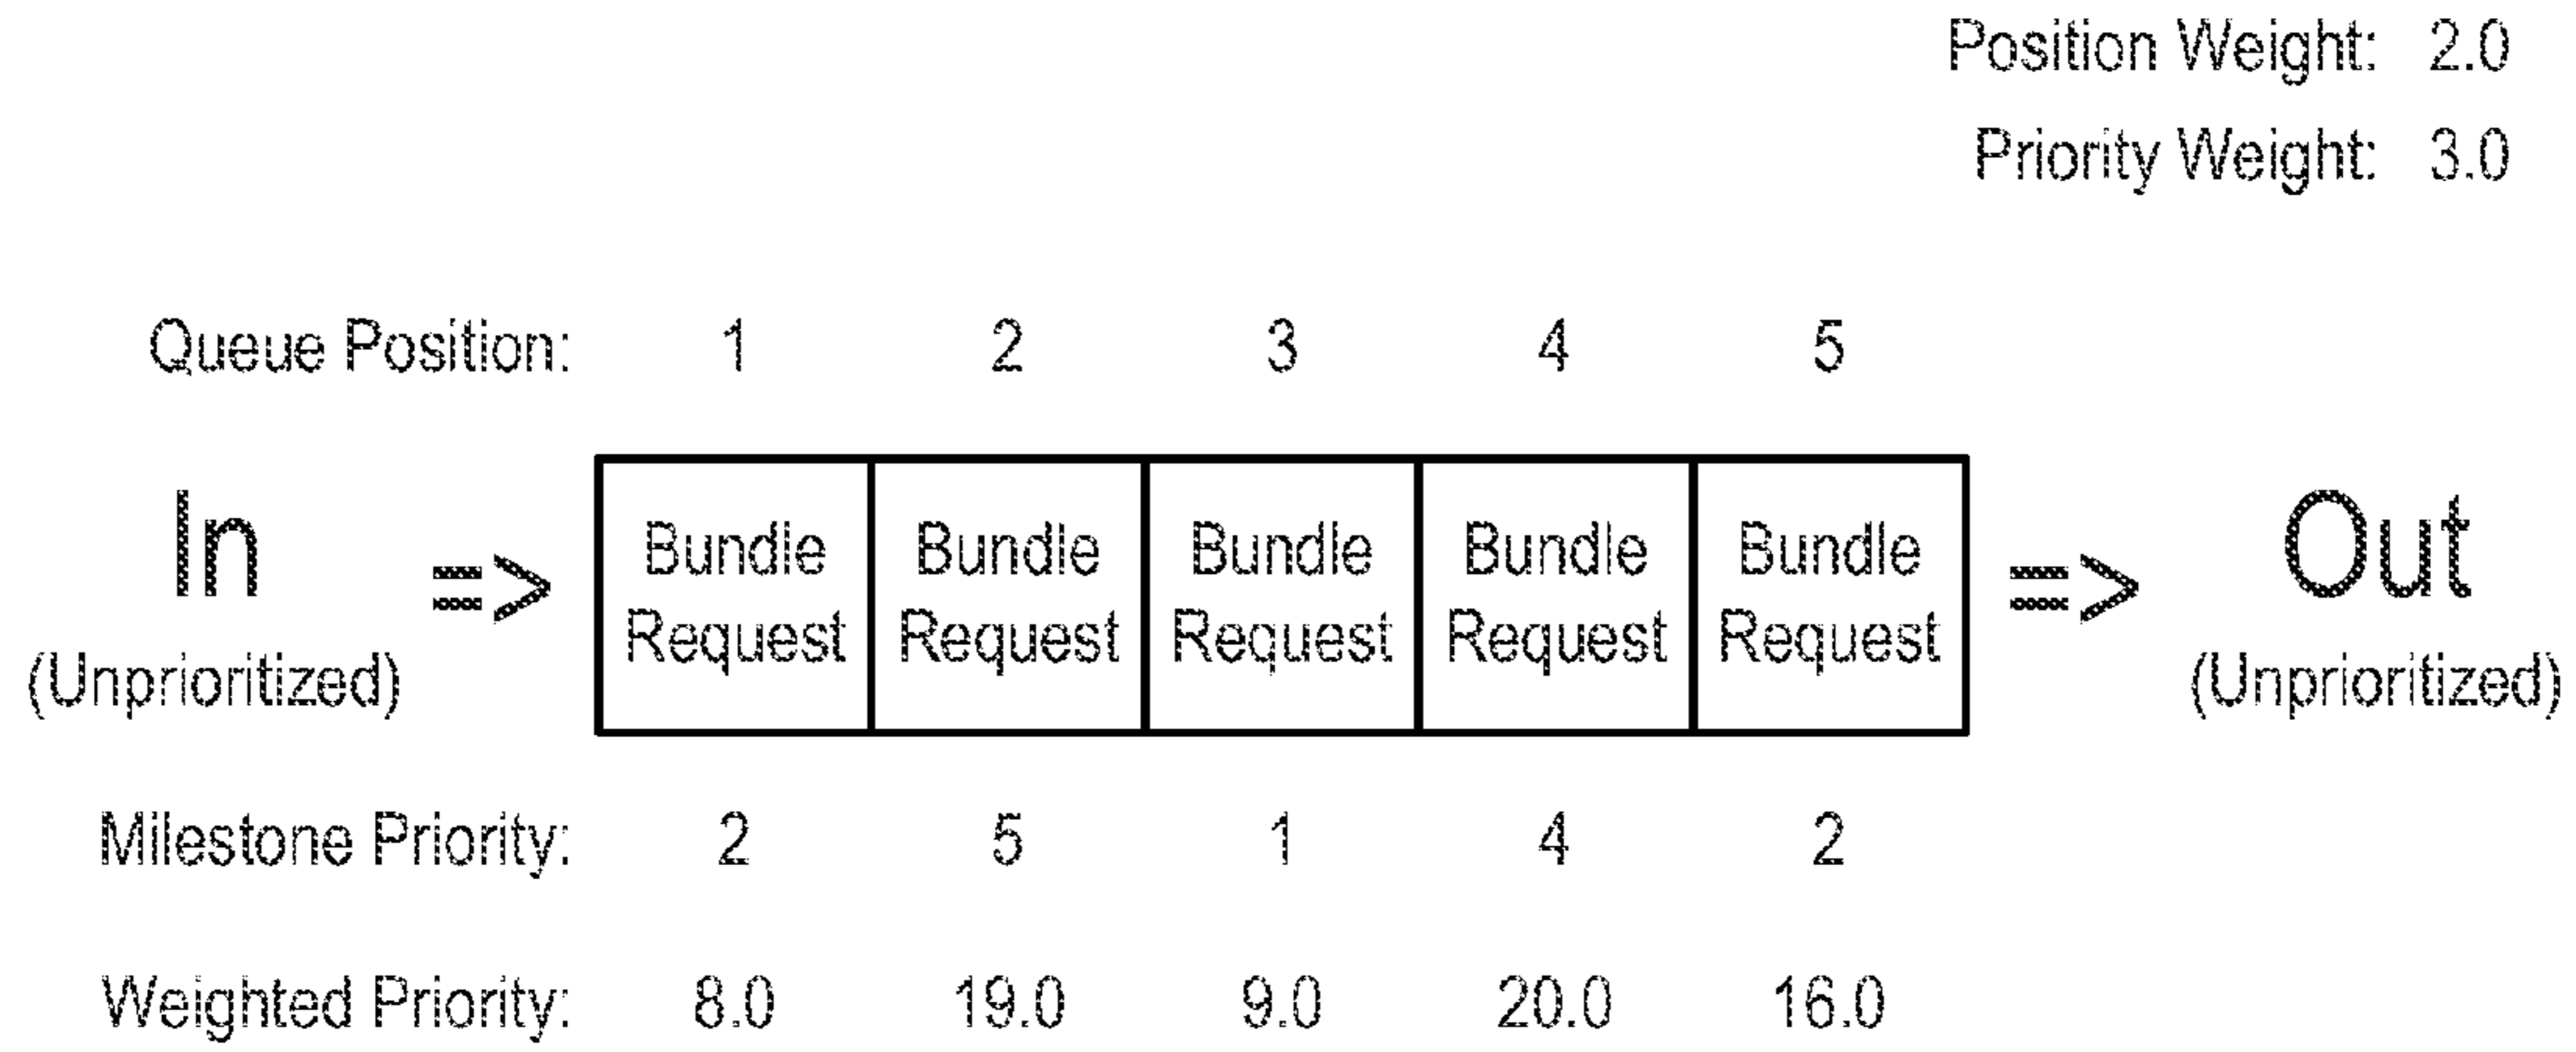 Position Weight: 2.0
Priority Weight: 3.0
Queue Position: 1 2 3 4 5
In => Bundle Request Bundle Request Bundle Request Bundle Request Bundle Request => Out
(Unprioritized) (Unprioritized)
Milestone Priority: 2 5 1 4 2
Weighted Priority: 8.0 19.0 9.0 20.0 16.0